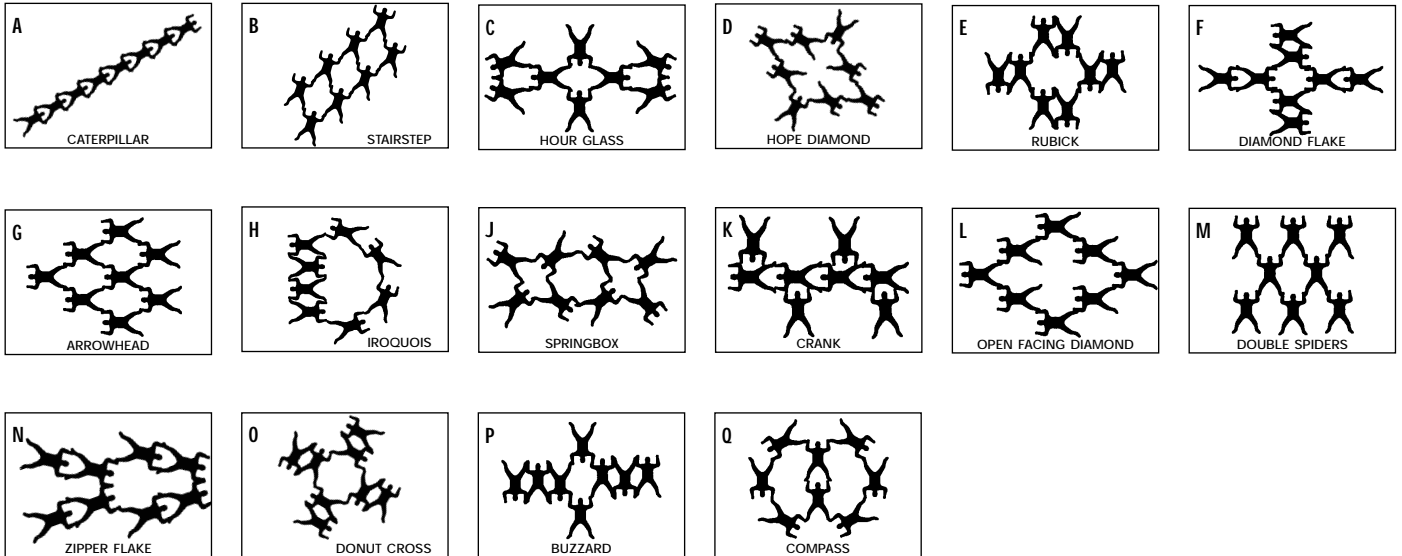 A
CATERPILLAR
B
STAIRSTEP
C
HOUR GLASS
D
HOPE DIAMOND
E
RUBICK
F
DIAMOND FLAKE
G
ARROWHEAD
H
IROQUOIS
J
SPRINGBOX
K
CRANK
L
OPEN FACING DIAMOND
M
DOUBLE SPIDERS
N
ZIPPER FLAKE
O
DONUT CROSS
P
BUZZARD
Q
COMPASS